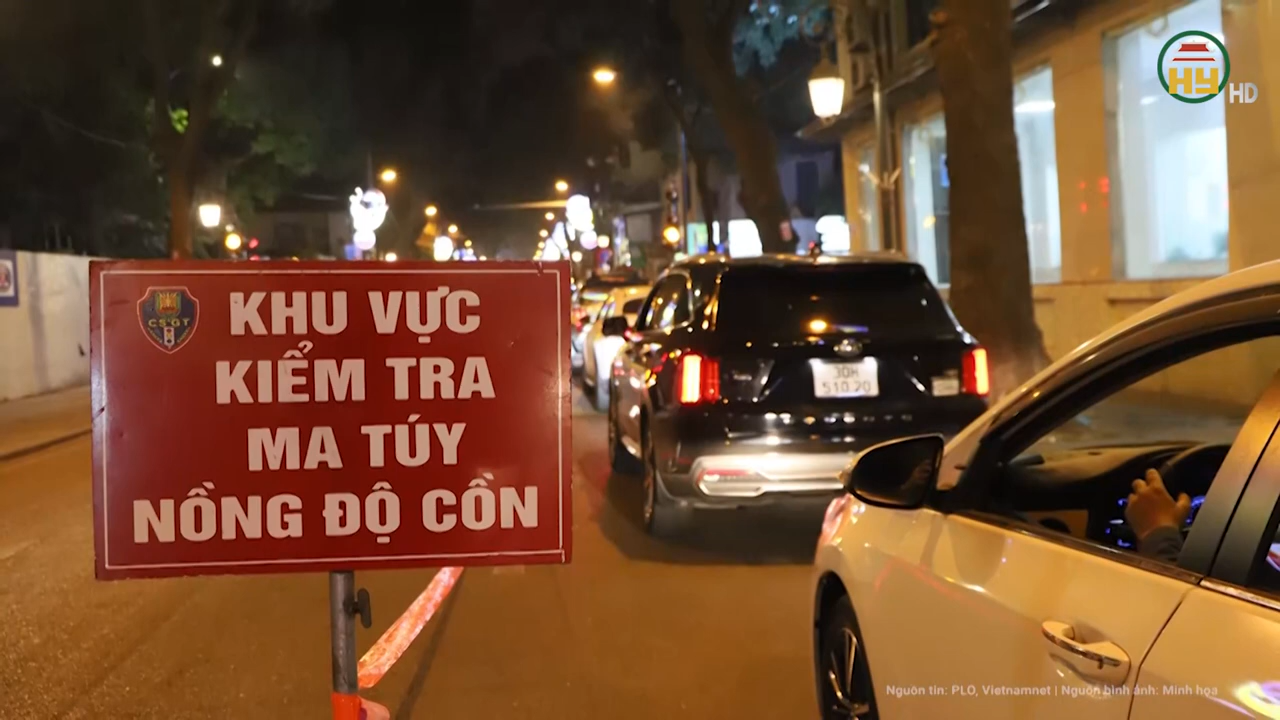 HY HD
CSGT
KHU VỰC
KIỂM TRA
MA TÚY
NỒNG ĐỘ CỒN
30H
510.20
Nguồn tin: PLO, Vietnamnet | Nguồn hình ảnh: Minh họa